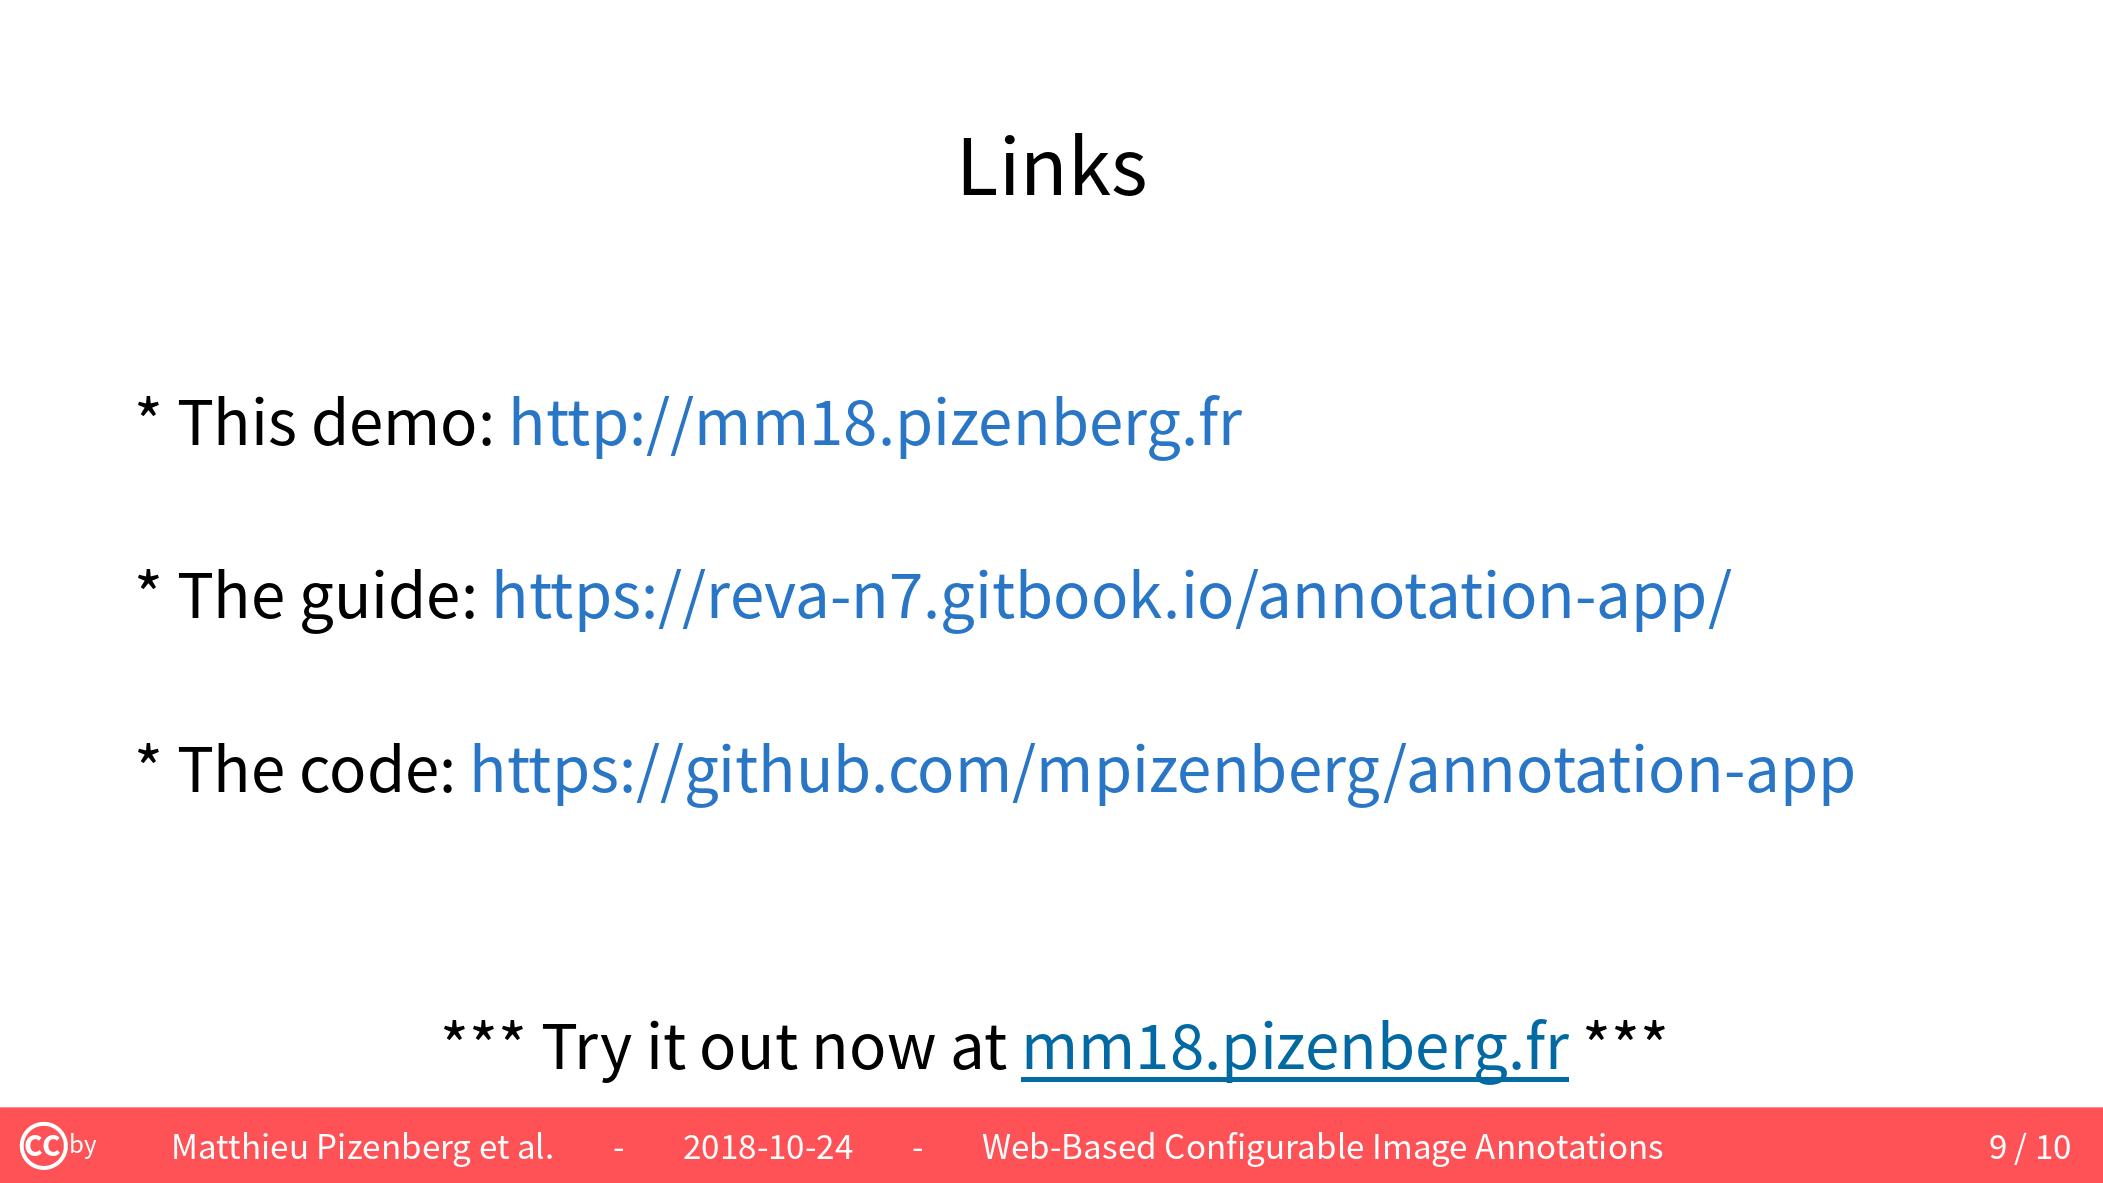 Links
* This demo: http://mm18.pizenberg.fr
* The guide: https://reva-n7.gitbook.io/annotation-app/
* The code: https://github.com/mpizenberg/annotation-app
*** Try it out now at mm18.pizenberg.fr ***
cc by Matthieu Pizenberg et al. - 2018-10-24 - Web-Based Configurable Image Annotations 9 / 10